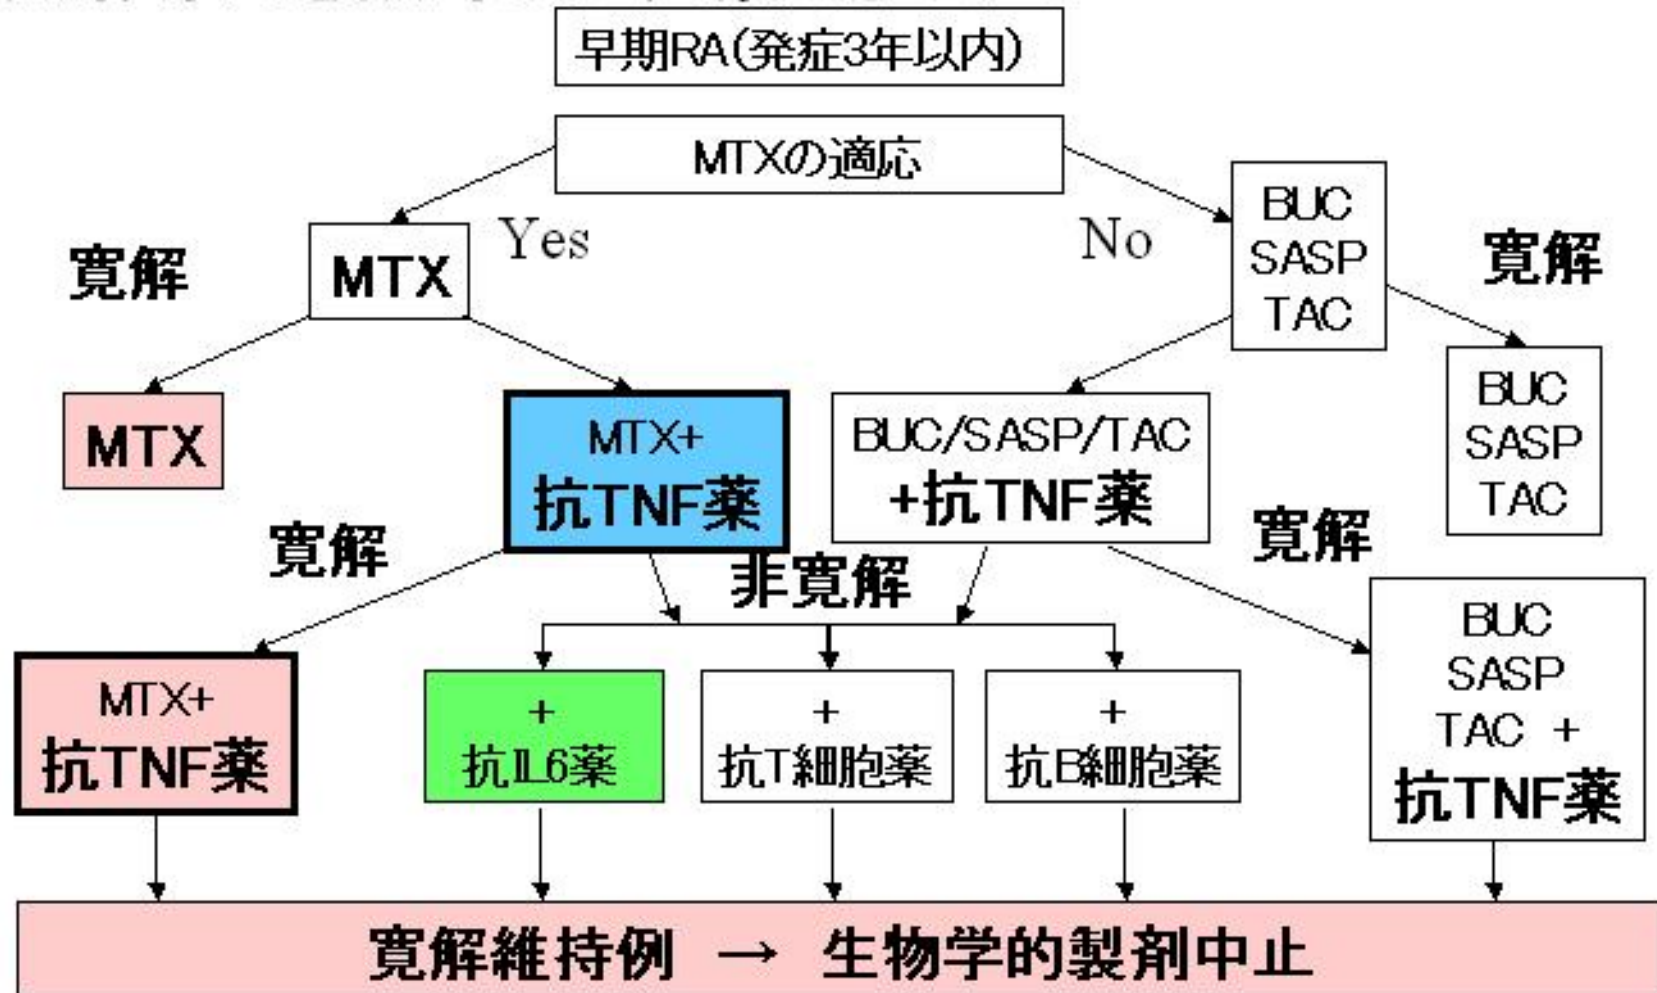 早期RA(発症3年以内)
MTXの適応
Yes
No
BUC
SASP
TAC
寛解
MTX
寛解
MTX
MTX+
抗TNF薬
BUC/SASP/TAC
+抗TNF薬
BUC
SASP
TAC
寛解
非寛解
寛解
MTX+
抗TNF薬
+
抗IL6薬
+
抗T細胞薬
+
抗B細胞薬
BUC
SASP
TAC +
抗TNF薬
寛解維持例 → 生物学的製剤中止